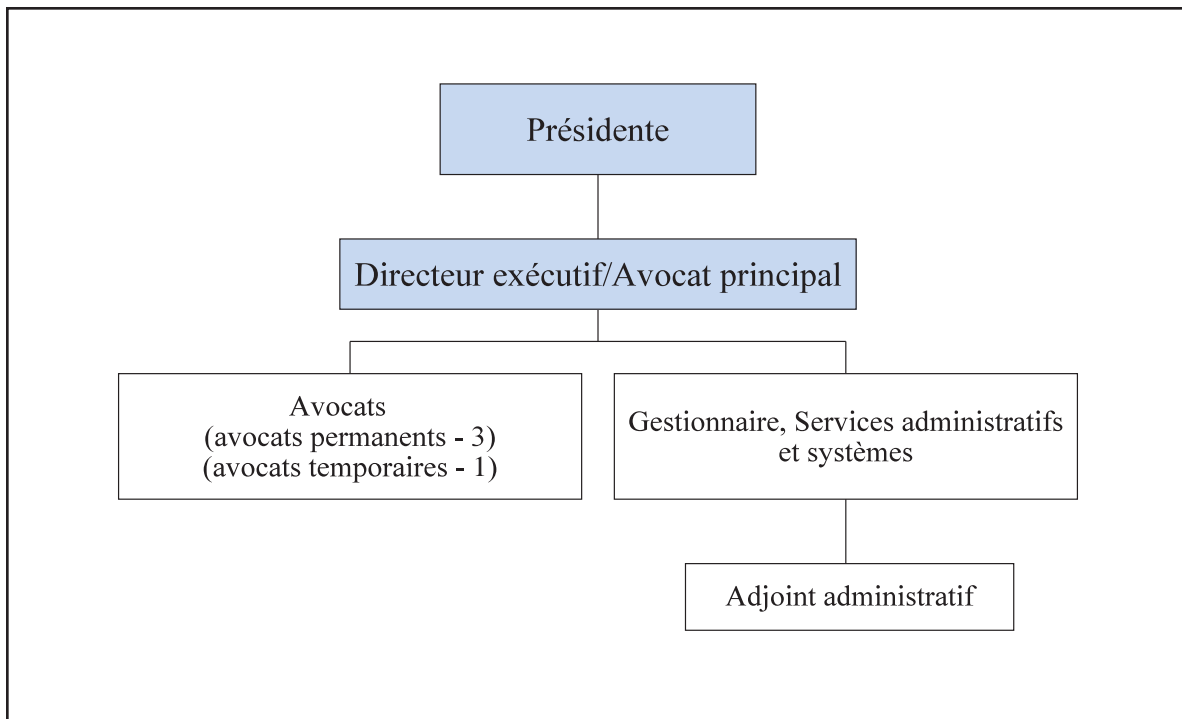 Présidente
Directeur exécutif/Avocat principal
Avocats
(avocats permanents - 3)
(avocats temporaires - 1)
Gestionnaire, Services administratifs
et systèmes
Adjoint administratif